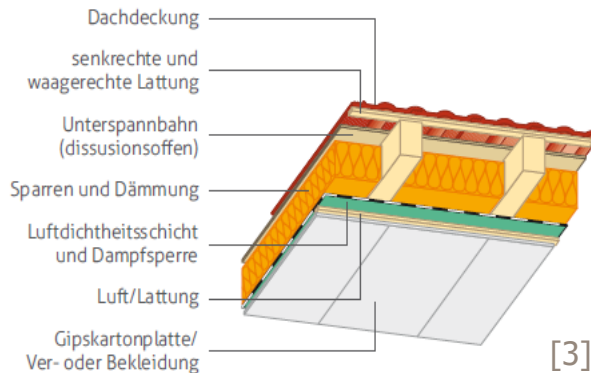 Dachdeckung
senkrechte und
waagerechte Lattung
Unterspannbahn
(dissusionsoffen)
Sparren und Dämmung
Luftdichtheitsschicht
und Dampfsperre
Luft/Lattung
Gipskartonplatte/
Ver- oder Bekleidung
[3]